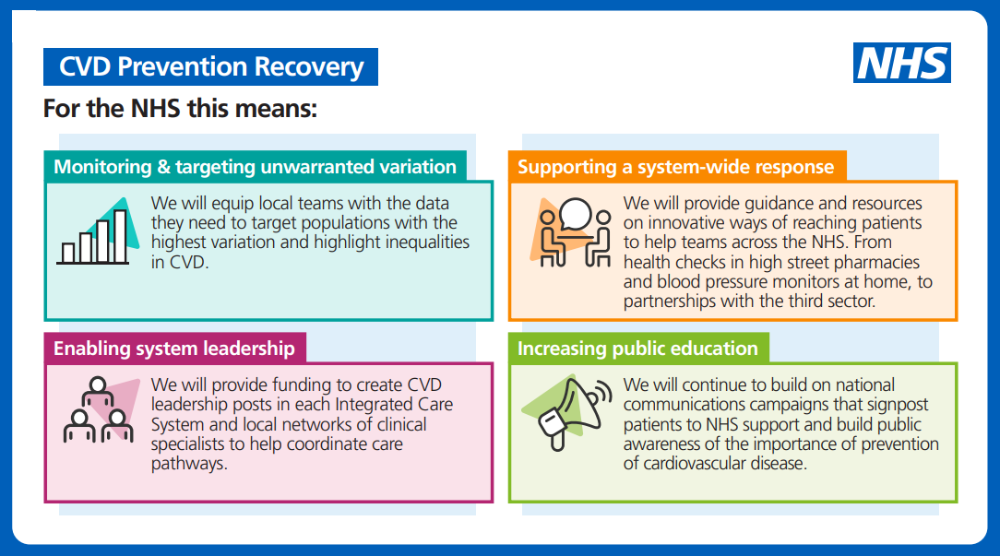 CVD Prevention Recovery
NHS
For the NHS this means:
Monitoring & targeting unwarranted variation
We will equip local teams with the data
they need to target populations with the
highest variation and highlight inequalities
in CVD.
Supporting a system-wide response
We will provide guidance and resources
on innovative ways of reaching patients
to help teams across the NHS. From
health checks in high street pharmacies
and blood pressure monitors at home, to
partnerships with the third sector.
Enabling system leadership
We will provide funding to create CVD
leadership posts in each Integrated Care
System and local networks of clinical
specialists to help coordinate care
pathways.
Increasing public education
We will continue to build on national
communications campaigns that signpost
patients to NHS support and build public
awareness of the importance of prevention
of cardiovascular disease.